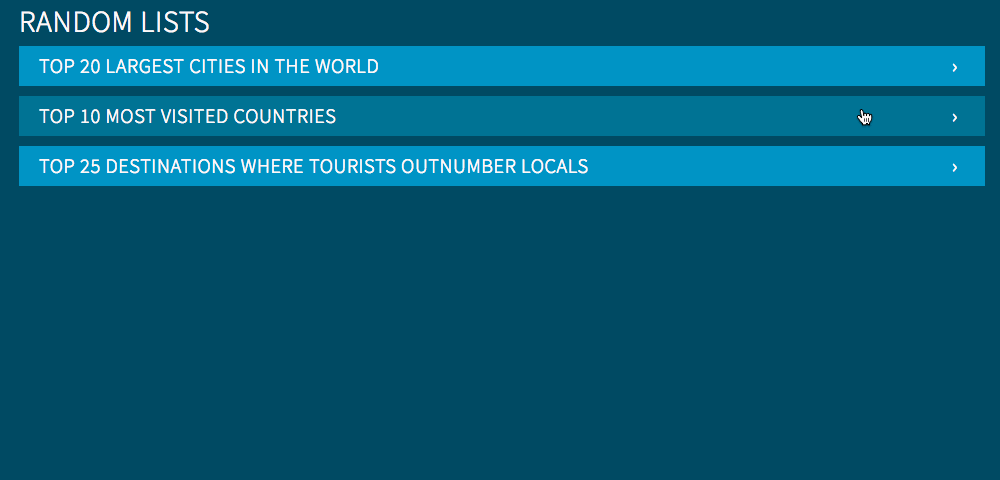 RANDOM LISTS
TOP 20 LARGEST CITIES IN THE WORLD ›
TOP 10 MOST VISITED COUNTRIES ›
TOP 25 DESTINATIONS WHERE TOURISTS OUTNUMBER LOCALS ›